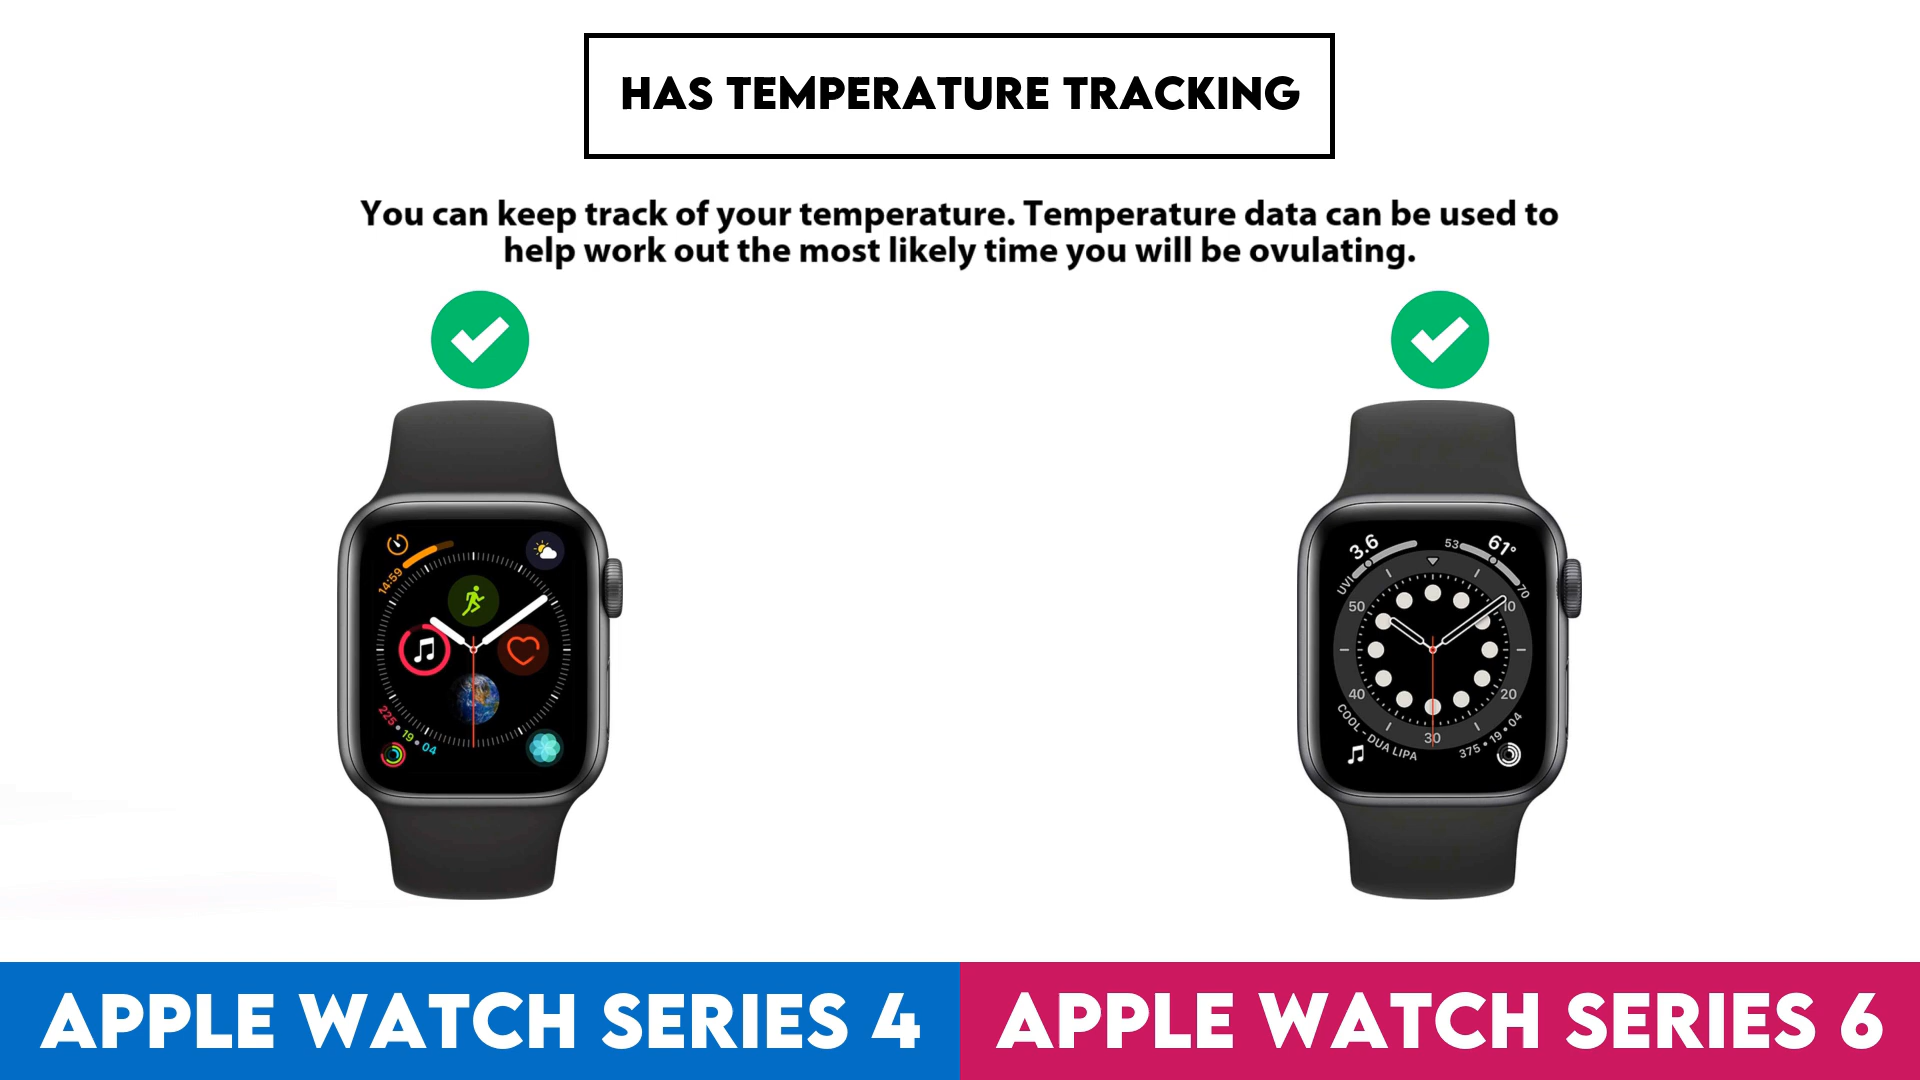 HAS TEMPERATURE TRACKING
You can keep track of your temperature. Temperature data can be used to
help work out the most likely time you will be ovulating.
14:59
225 • 19 • 04
3.6
UVI
53
61°
70
50
10
40
20
30
COOL - DUA LIPA
375 • 19 • 04
APPLE WATCH SERIES 4
APPLE WATCH SERIES 6